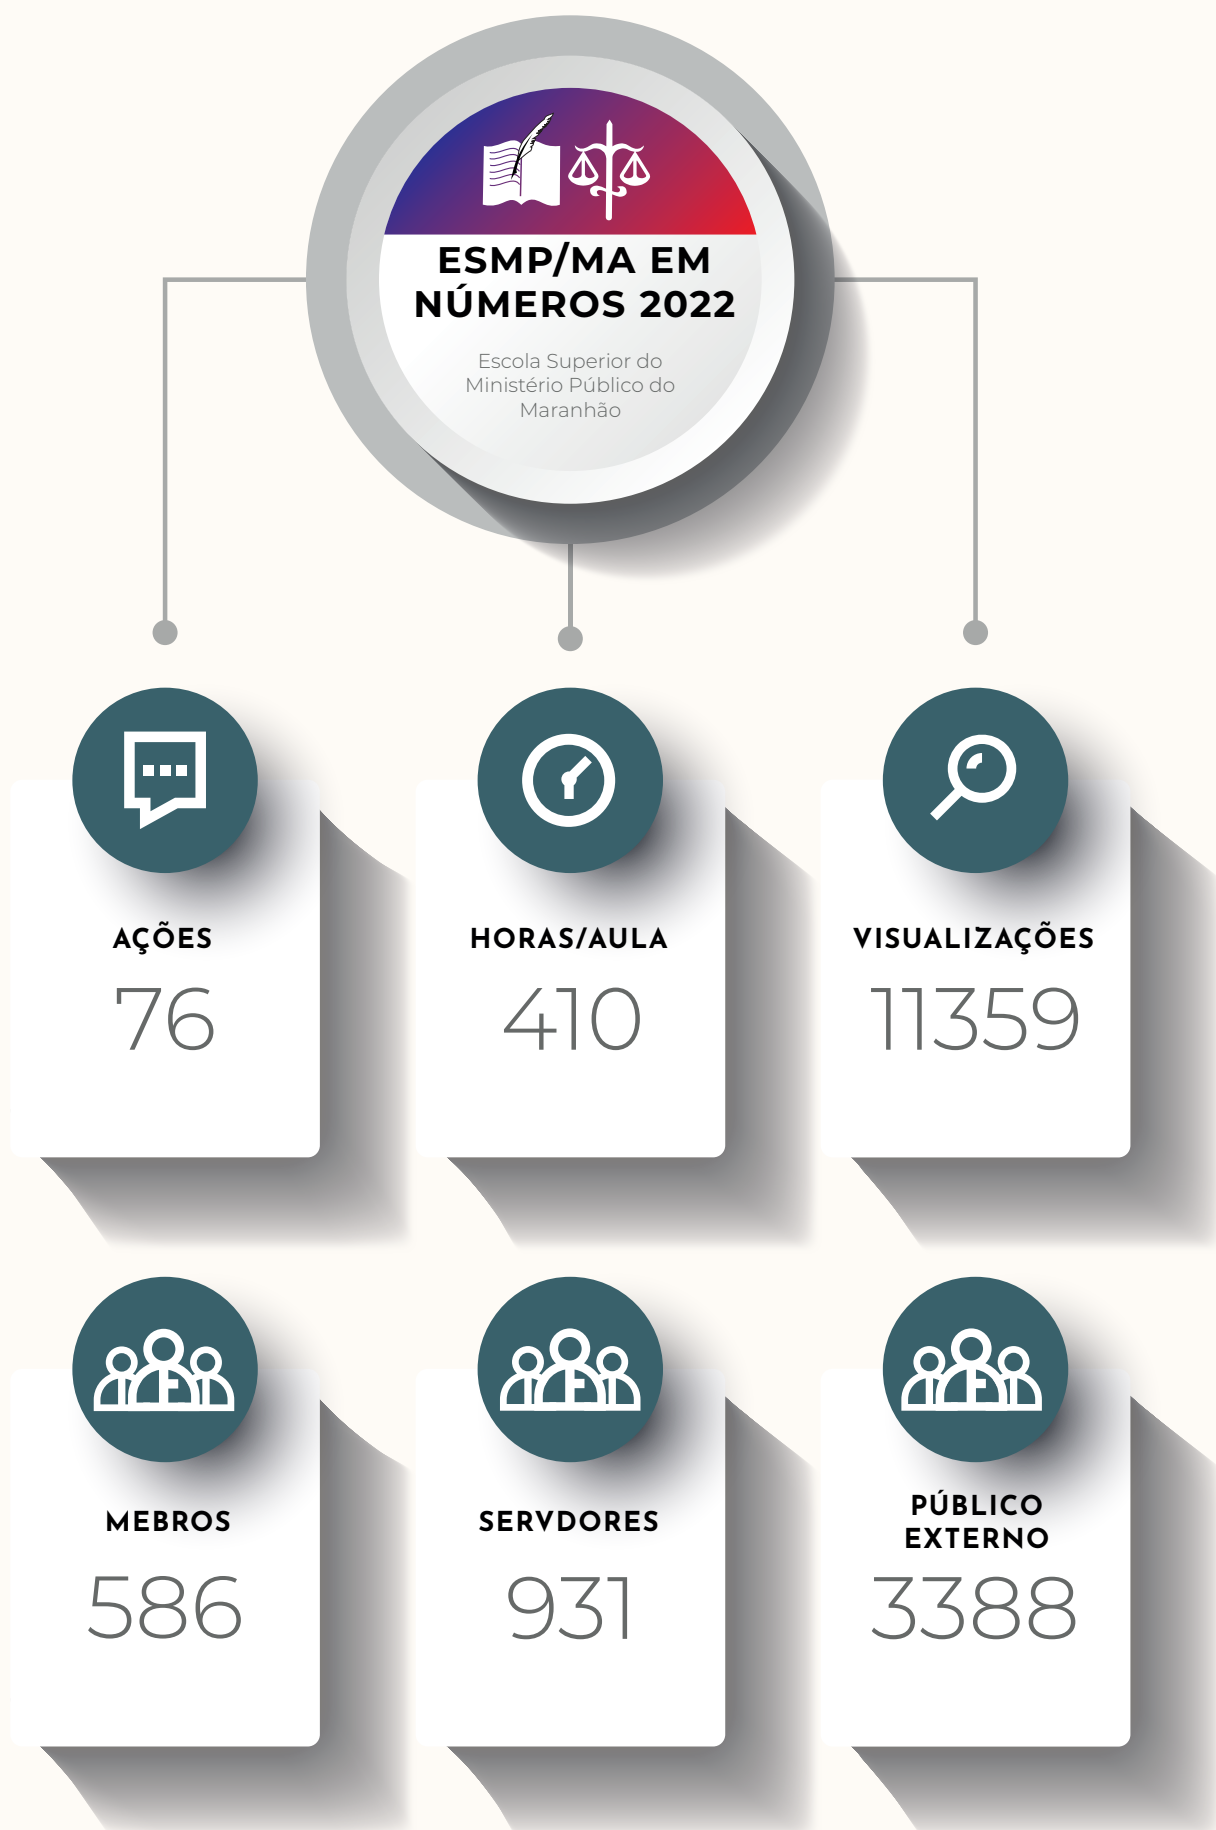 ESMP/MA EM
NÚMEROS 2022
Escola Superior do
Ministério Público do
Maranhão
AÇÕES
76
HORAS/AULA
410
VISUALIZAÇÕES
11359
MEBROS
586
SERVDORES
931
PÚBLICO
EXTERNO
3388